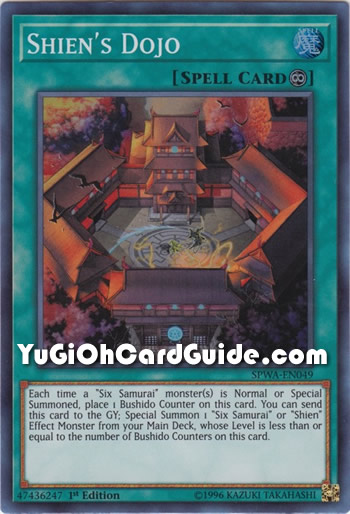 SHIEN'S DOJO
魔
[SPELL CARD]
YuGiOhCardGuide.com
SPWA-EN049
Each time a "Six Samurai" monster(s) is Normal or Special
Summoned, place 1 Bushido Counter on this card. You can send
this card to the GY; Special Summon 1 "Six Samurai" or "Shien"
Effect Monster from your Main Deck, whose Level is less than or
equal to the number of Bushido Counters on this card.
47436247 1st Edition ©1996 KAZUKI TAKAHASHI